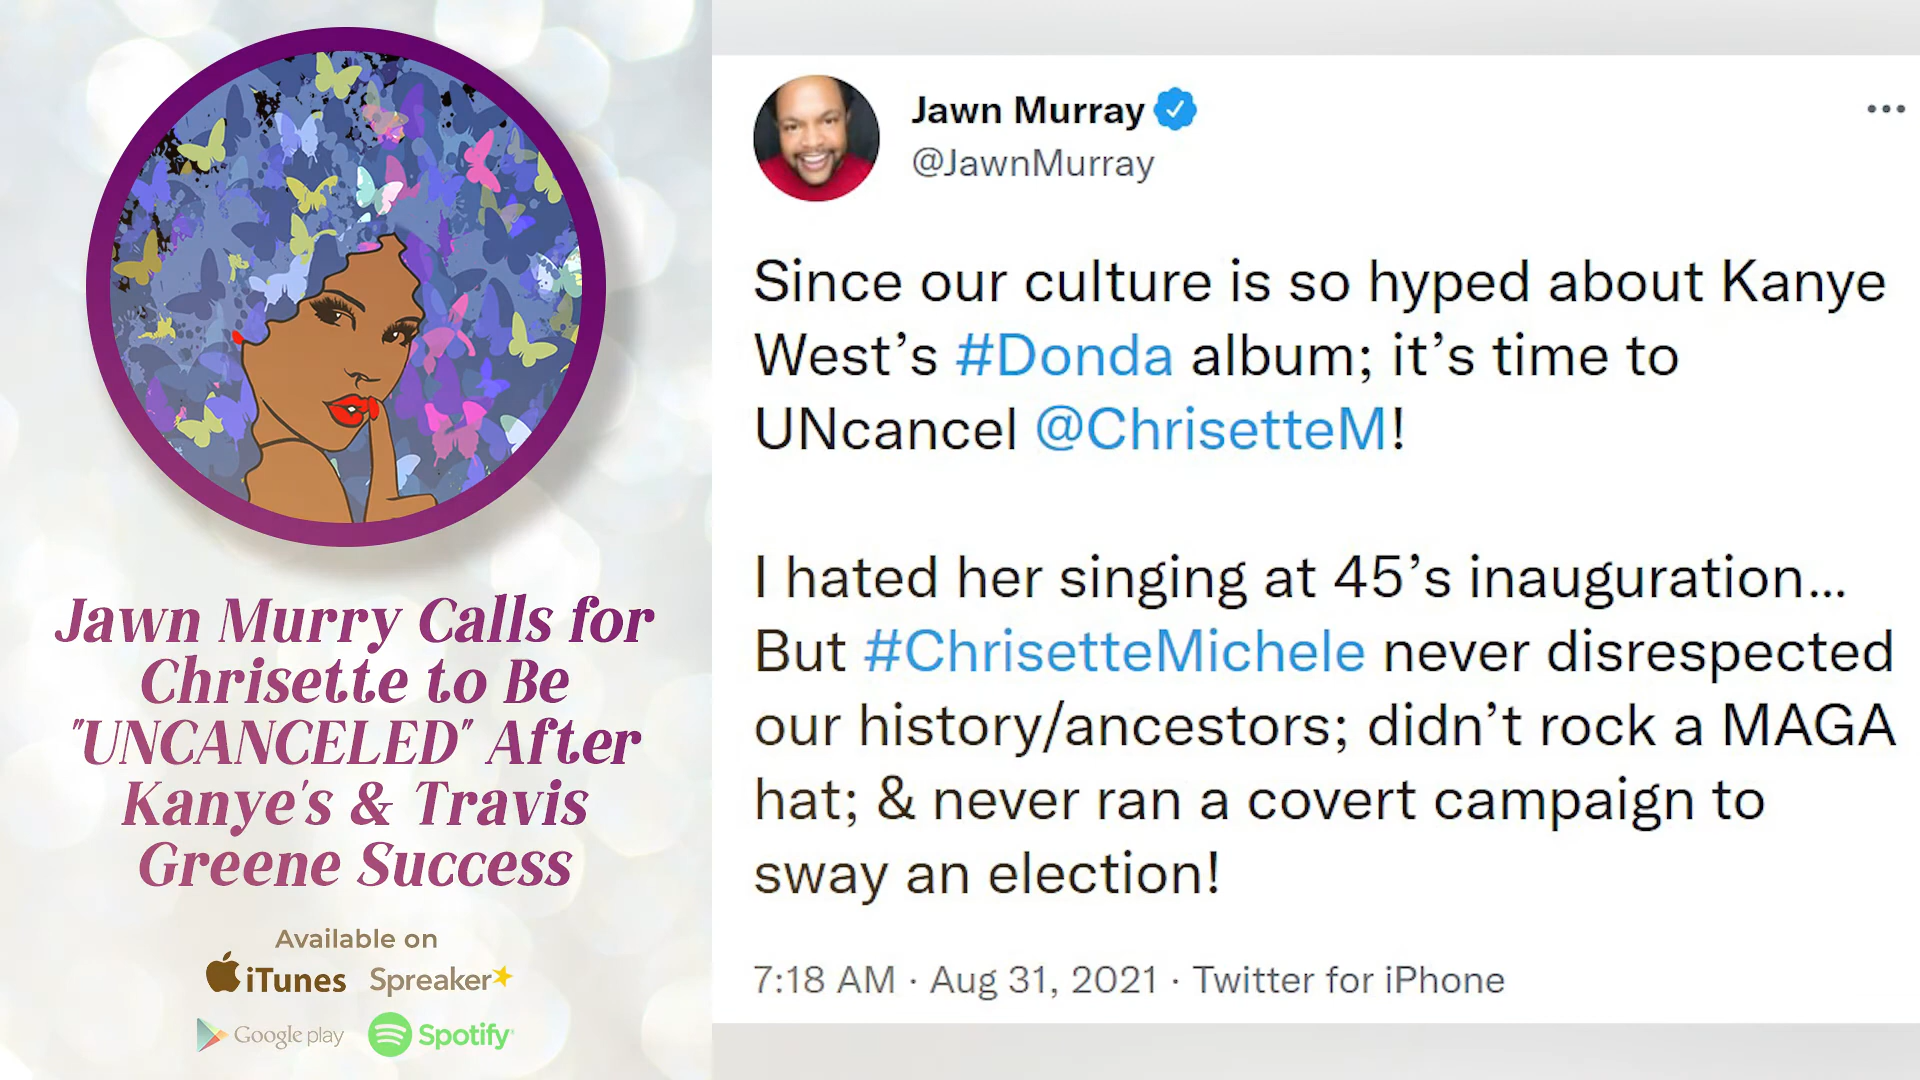 Jawn Murry Calls for
Chrisette to Be
"UNCANCELED" After
Kanye's & Travis
Greene Success
Available on
iTunes Spreaker
Google play Spotify
Jawn Murray
@JawnMurray
Since our culture is so hyped about Kanye
West’s #Donda album; it’s time to
UNcancel @ChrisetteM!
I hated her singing at 45’s inauguration...
But #ChrisetteMichele never disrespected
our history/ancestors; didn’t rock a MAGA
hat; & never ran a covert campaign to
sway an election!
7:18 AM · Aug 31, 2021 · Twitter for iPhone